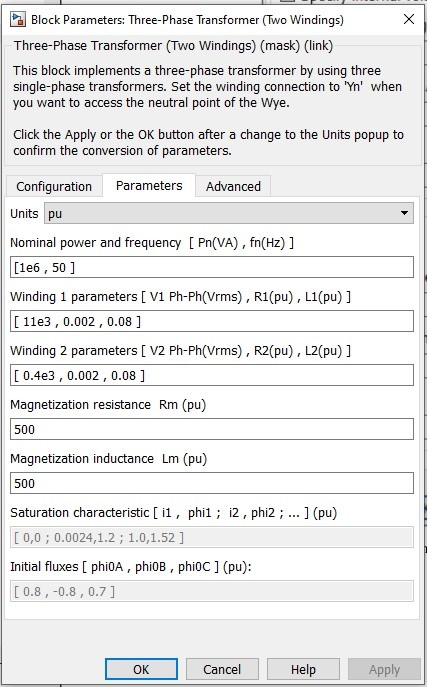 Block Parameters: Three-Phase Transformer (Two Windings)
Three-Phase Transformer (Two Windings) (mask) (link)
This block implements a three-phase transformer by using three
single-phase transformers. Set the winding connection to 'Yn' when
you want to access the neutral point of the Wye.
Click the Apply or the OK button after a change to the Units popup to
confirm the conversion of parameters.
Configuration Parameters Advanced
Units pu
Nominal power and frequency [ Pn(VA) , fn(Hz) ]
[1e6 , 50 ]
Winding 1 parameters [ V1 Ph-Ph(Vrms) , R1(pu) , L1(pu) ]
[ 11e3 , 0.002 , 0.08 ]
Winding 2 parameters [ V2 Ph-Ph(Vrms) , R2(pu) , L2(pu) ]
[ 0.4e3 , 0.002 , 0.08 ]
Magnetization resistance Rm (pu)
500
Magnetization inductance Lm (pu)
500
Saturation characteristic [ i1 , phi1 ; i2 , phi2 ; ... ] (pu)
[ 0,0 ; 0.0024,1.2 ; 1.0,1.52 ]
Initial fluxes [ phi0A , phi0B , phi0C ] (pu):
[ 0.8 , -0.8 , 0.7 ]
OK Cancel Help Apply